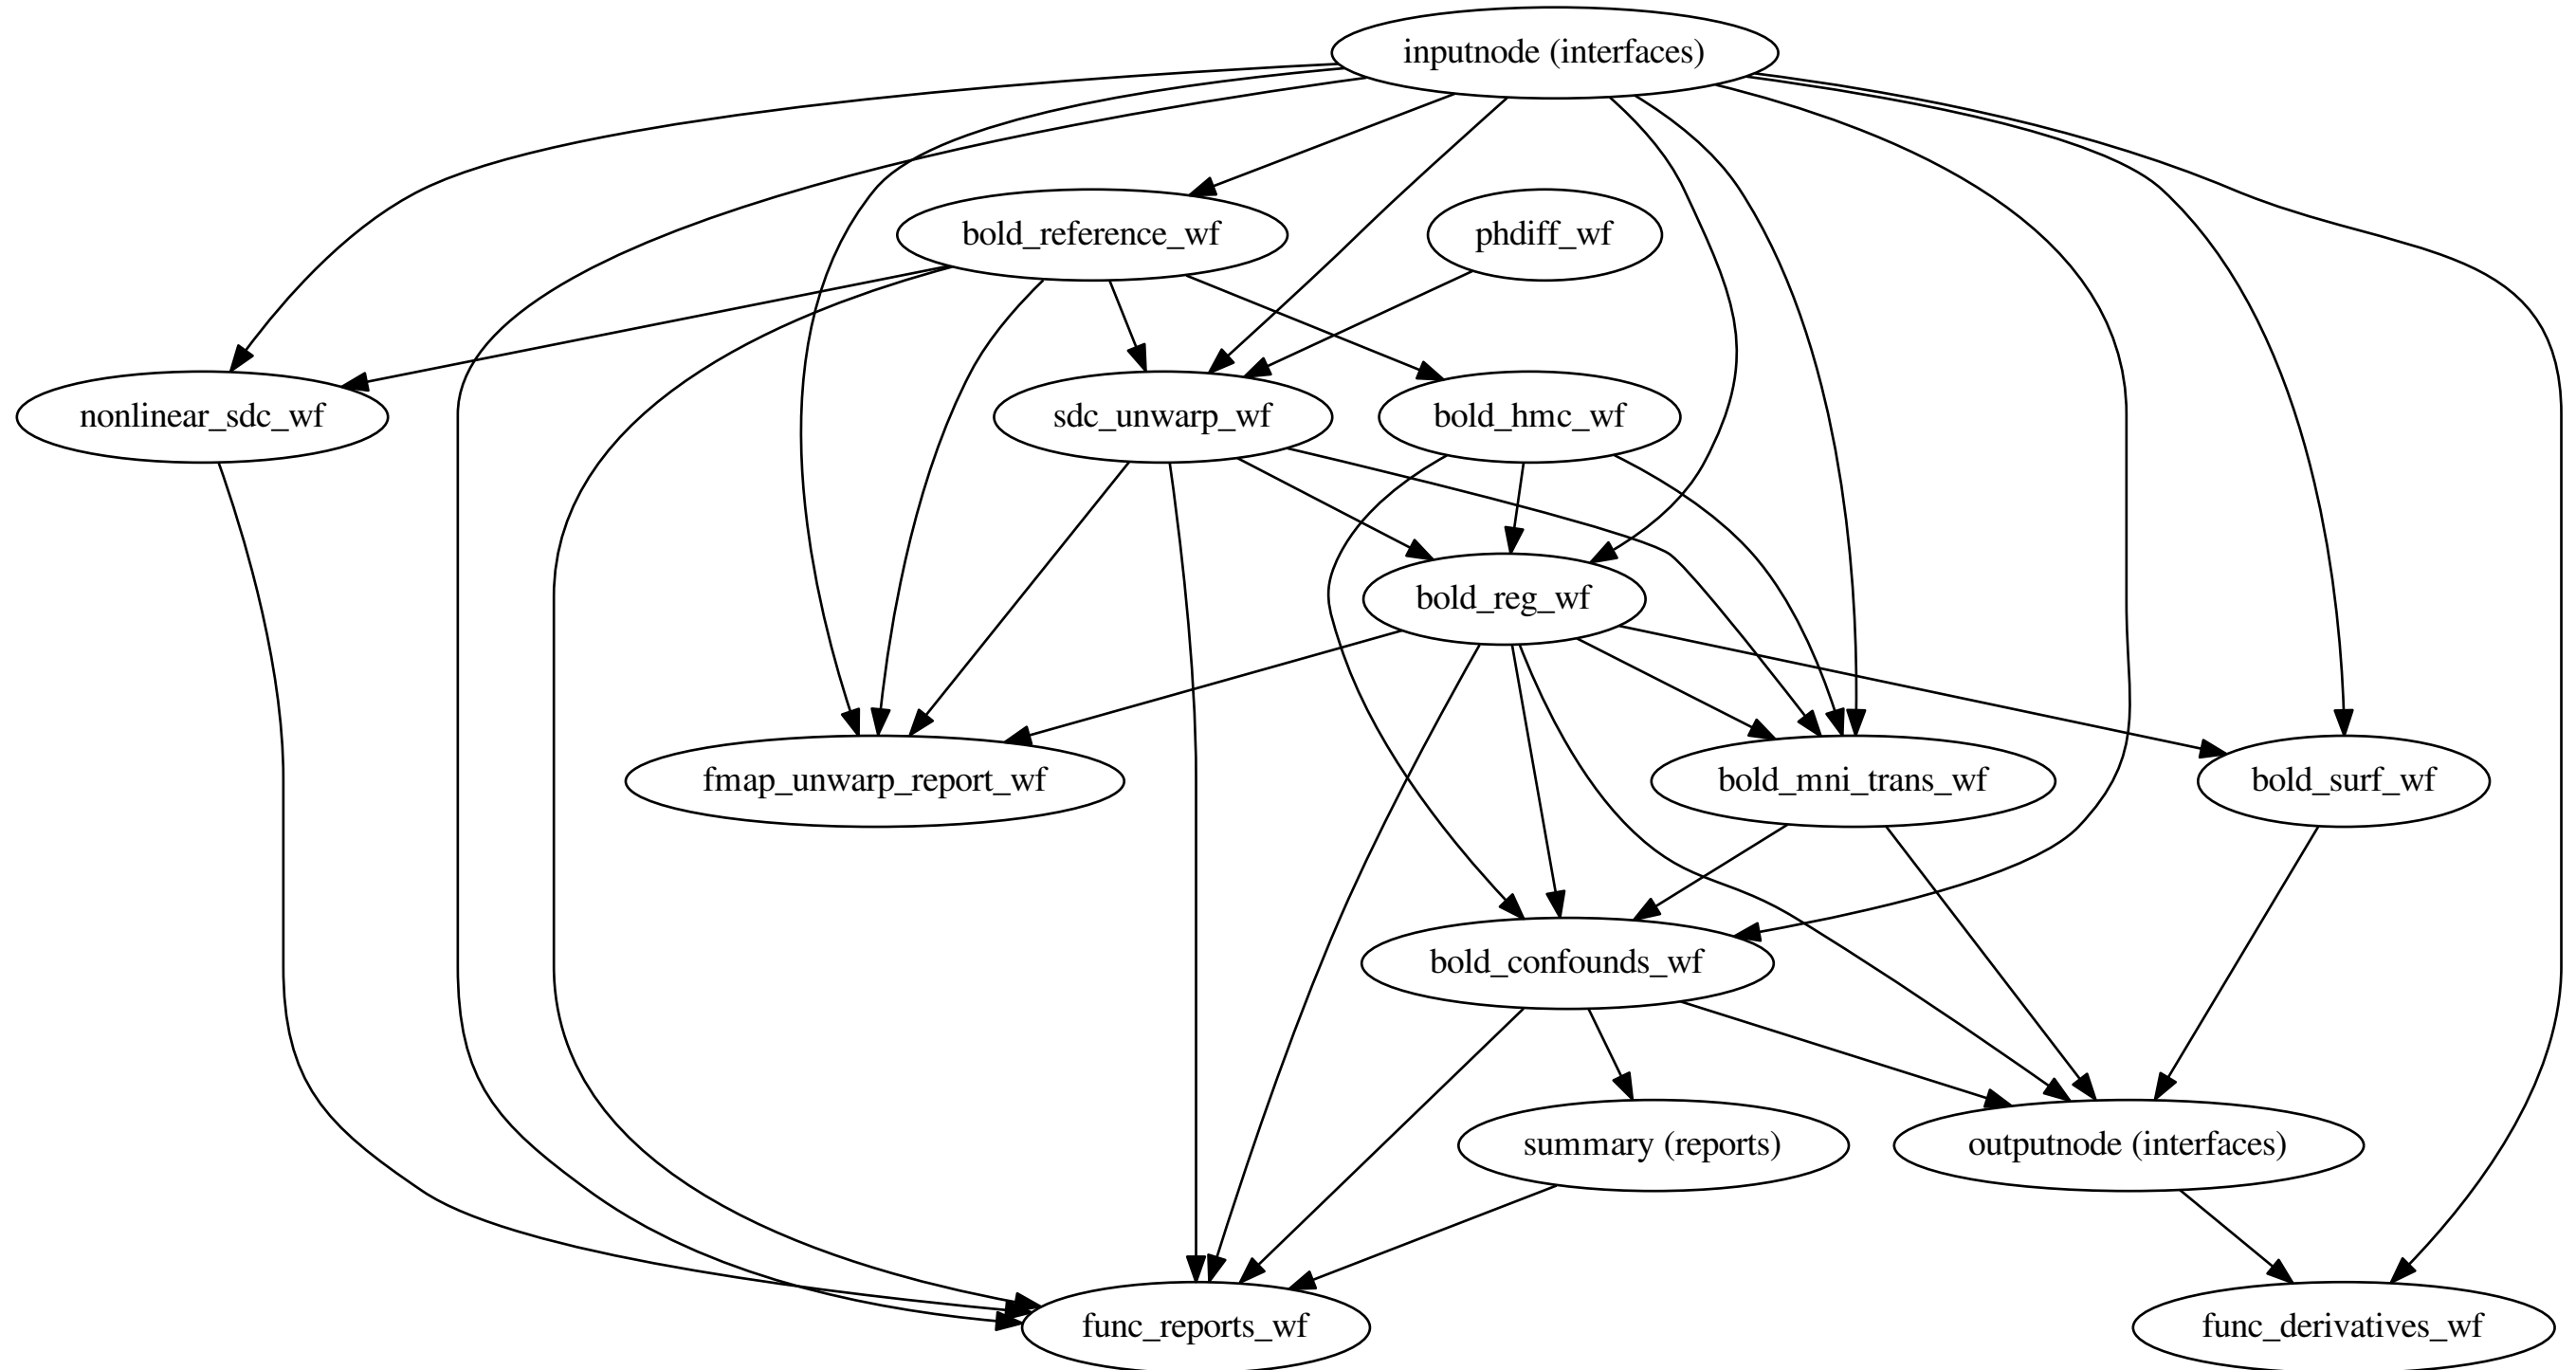 inputnode (interfaces)
bold_reference_wf
phdiff_wf
nonlinear_sdc_wf
sdc_unwarp_wf
bold_hmc_wf
bold_reg_wf
fmap_unwarp_report_wf
bold_mni_trans_wf
bold_surf_wf
bold_confounds_wf
summary (reports)
outputnode (interfaces)
func_reports_wf
func_derivatives_wf